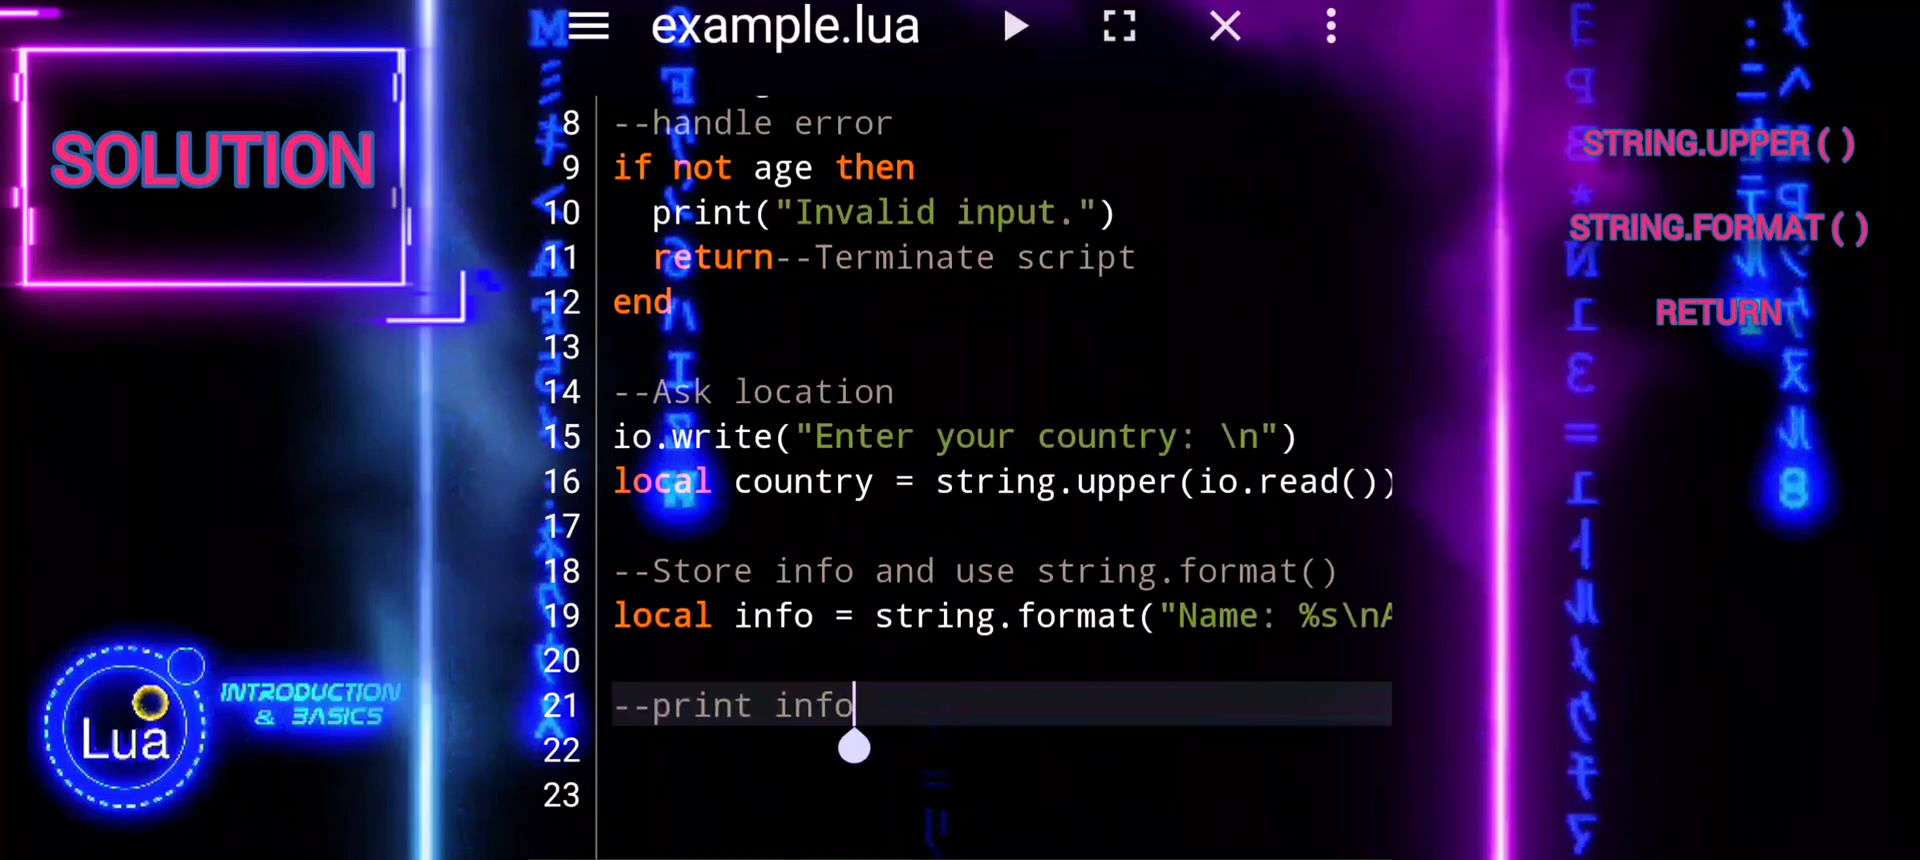 example.lua
SOLUTION
8 --handle error
9 if not age then
10 print("Invalid input.")
11 return--Terminate script
12 end
13
14 --Ask location
15 io.write("Enter your country: \n")
16 local country = string.upper(io.read())
17
18 --Store info and use string.format()
19 local info = string.format("Name: %s\nA
20
21 --print info
22
23
STRING.UPPER ( )
STRING.FORMAT ( )
RETURN
Lua
INTRODUCTION
& BASICS